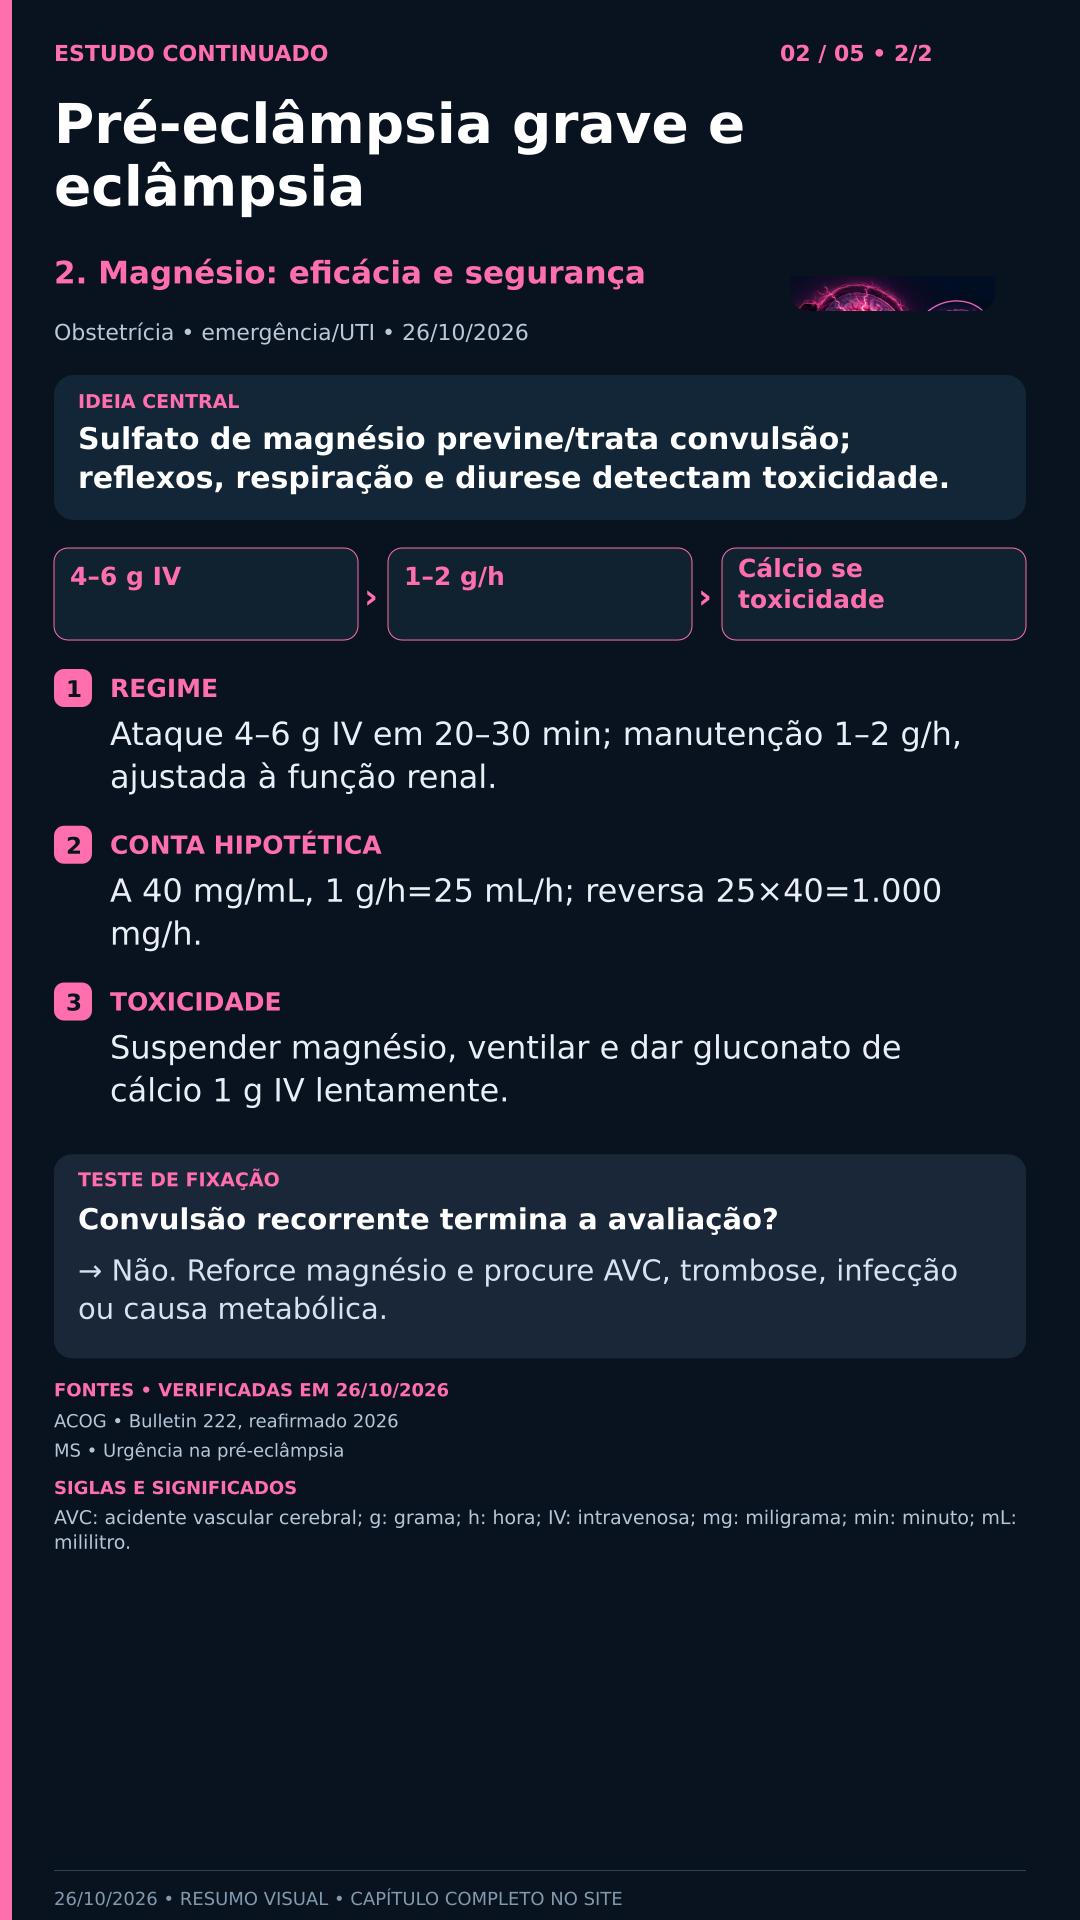 ESTUDO CONTINUADO
02 / 05 • 2/2
Pré-eclâmpsia grave e
eclâmpsia
2. Magnésio: eficácia e segurança
Obstetrícia • emergência/UTI • 26/10/2026
IDEIA CENTRAL
Sulfato de magnésio previne/trata convulsão;
reflexos, respiração e diurese detectam toxicidade.
4–6 g IV
›
1–2 g/h
›
Cálcio se
toxicidade
1 REGIME
Ataque 4–6 g IV em 20–30 min; manutenção 1–2 g/h,
ajustada à função renal.
2 CONTA HIPOTÉTICA
A 40 mg/mL, 1 g/h=25 mL/h; reversa 25×40=1.000
mg/h.
3 TOXICIDADE
Suspender magnésio, ventilar e dar gluconato de
cálcio 1 g IV lentamente.
TESTE DE FIXAÇÃO
Convulsão recorrente termina a avaliação?
→ Não. Reforce magnésio e procure AVC, trombose, infecção
ou causa metabólica.
FONTES • VERIFICADAS EM 26/10/2026
ACOG • Bulletin 222, reafirmado 2026
MS • Urgência na pré-eclâmpsia
SIGLAS E SIGNIFICADOS
AVC: acidente vascular cerebral; g: grama; h: hora; IV: intravenosa; mg: miligrama; min: minuto; mL:
mililitro.
26/10/2026 • RESUMO VISUAL • CAPÍTULO COMPLETO NO SITE